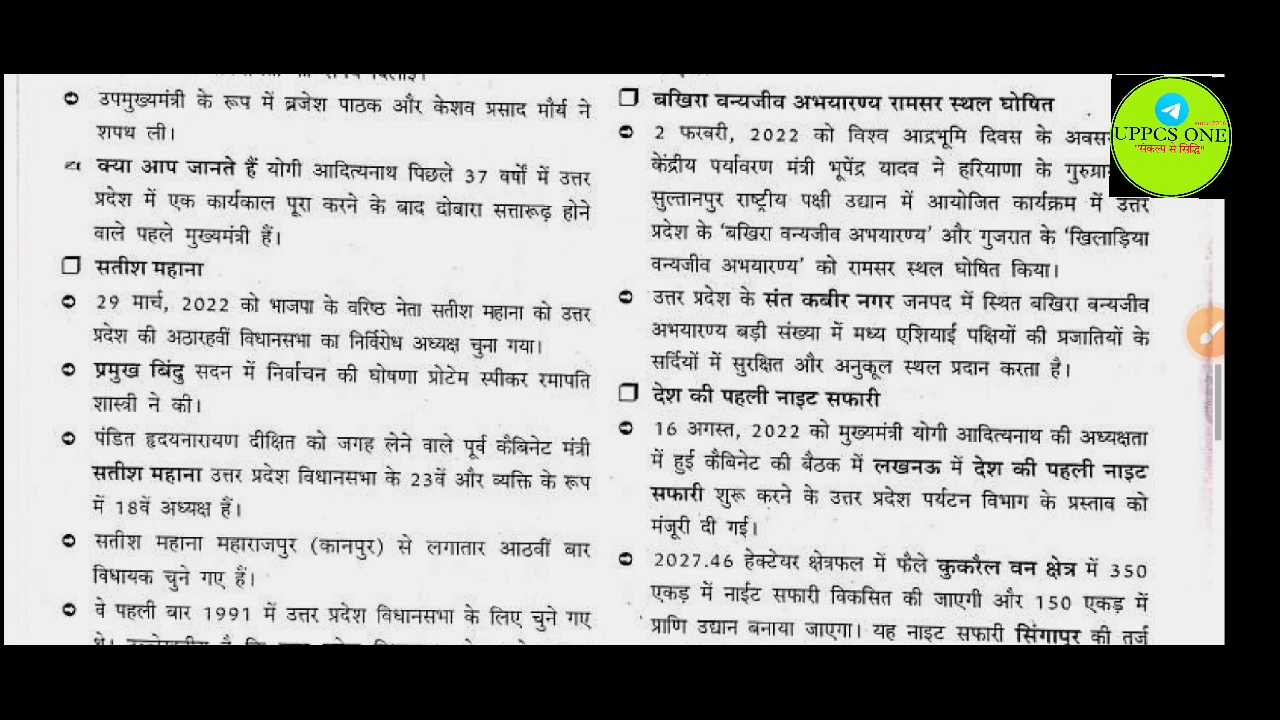 उपमुख्यमंत्री के रूप में ब्रजेश पाठक और केशव प्रसाद मौर्य ने
शपथ ली।
क्या आप जानते हैं योगी आदित्यनाथ पिछले 37 वर्षों में उत्तर
प्रदेश में एक कार्यकाल पूरा करने के बाद दोबारा सत्तारूढ़ होने
वाले पहले मुख्यमंत्री हैं।
सतीश महाना
29 मार्च, 2022 को भाजपा के वरिष्ठ नेता सतीश महाना को उत्तर
प्रदेश की अठारहवीं विधानसभा का निर्विरोध अध्यक्ष चुना गया।
प्रमुख बिंदु सदन में निर्वाचन की घोषणा प्रोटेम स्पीकर रमापति
शास्त्री ने की।
पंडित हृदयनारायण दीक्षित को जगह लेने वाले पूर्व कैबिनेट मंत्री
सतीश महाना उत्तर प्रदेश विधानसभा के 23वें और व्यक्ति के रूप
में 18वें अध्यक्ष हैं।
सतीश महाना महाराजपुर (कानपुर) से लगातार आठवीं बार
विधायक चुने गए हैं।
वे पहली बार 1991 में उत्तर प्रदेश विधानसभा के लिए चुने गए
बखिरा वन्यजीव अभयारण्य रामसर स्थल घोषित
2 फरवरी, 2022 को विश्व आद्रभूमि दिवस के
केंद्रीय पर्यावरण मंत्री भूपेंद्र यादव ने हरियाणा के
सुल्तानपुर राष्ट्रीय पक्षी उद्यान में आयोजित कार्यक्रम में उत्तर
प्रदेश के 'बखिरा वन्यजीव अभयारण्य' और गुजरात के 'खिलाड़िया
वन्यजीव अभयारण्य' को रामसर स्थल घोषित किया।
उत्तर प्रदेश के संत कबीर नगर जनपद में स्थित बखिरा वन्यजीव
अभयारण्य बड़ी संख्या में मध्य एशियाई पक्षियों की प्रजातियों के
सर्दियों में सुरक्षित और अनुकूल स्थल प्रदान करता है।
देश की पहली नाइट सफारी
16 अगस्त, 2022 को मुख्यमंत्री योगी आदित्यनाथ की अध्यक्षता
में हुई कैबिनेट की बैठक में लखनऊ में देश की पहली नाइट
सफारी शुरू करने के उत्तर प्रदेश पर्यटन विभाग के प्रस्ताव को
मंजूरी दी गई।
2027.46 हेक्टेयर क्षेत्रफल में फैले कुकरैल वन क्षेत्र में 350
एकड़ में नाईट सफारी विकसित की जाएगी और 150 एकड़ में
प्राणि उद्यान बनाया जाएगा। यह नाइट सफारी सिंगापुर की तर्ज
since 2016
UPPCS ONE
"संकल्प से सिद्धि"